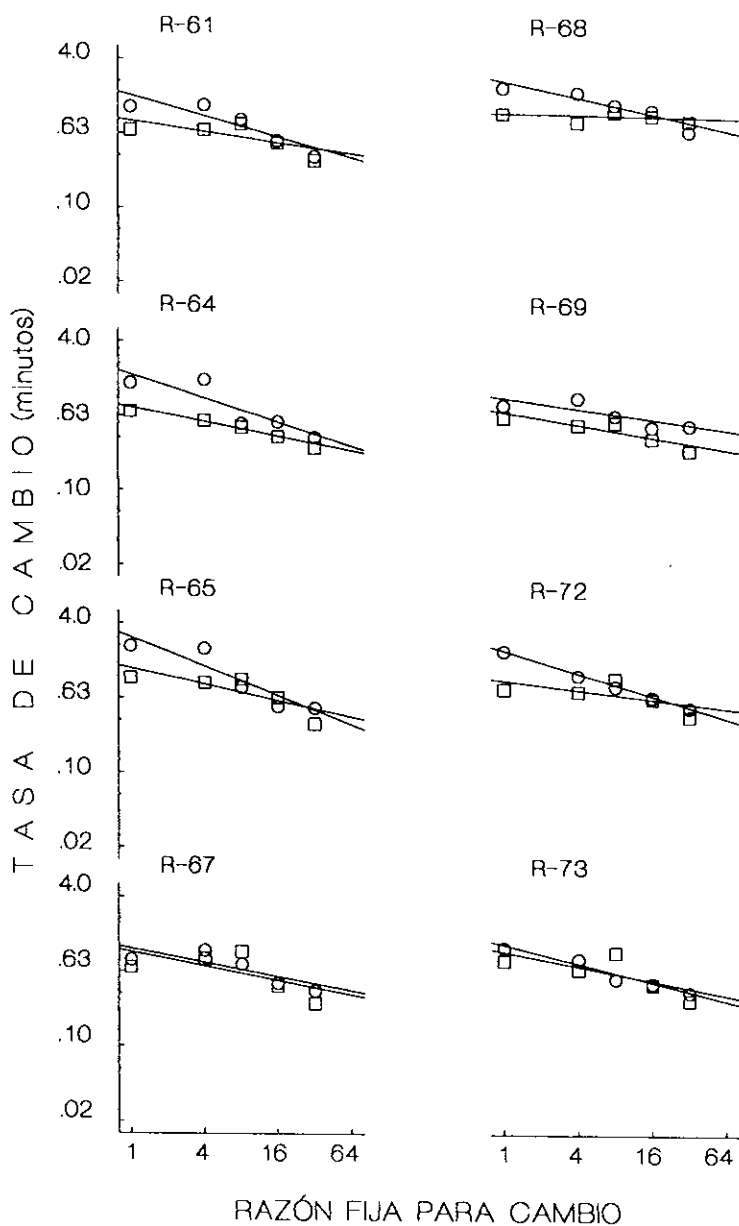 R-61
R-68
4.0
.63
.10
.02
R-64
R-69
4.0
.63
.10
.02
R-65
R-72
4.0
.63
.10
.02
R-67
R-73
4.0
.63
.10
.02
1 4 16 64
1 4 16 64
TASA DE CAMBIO (minutos)
RAZÓN FIJA PARA CAMBIO